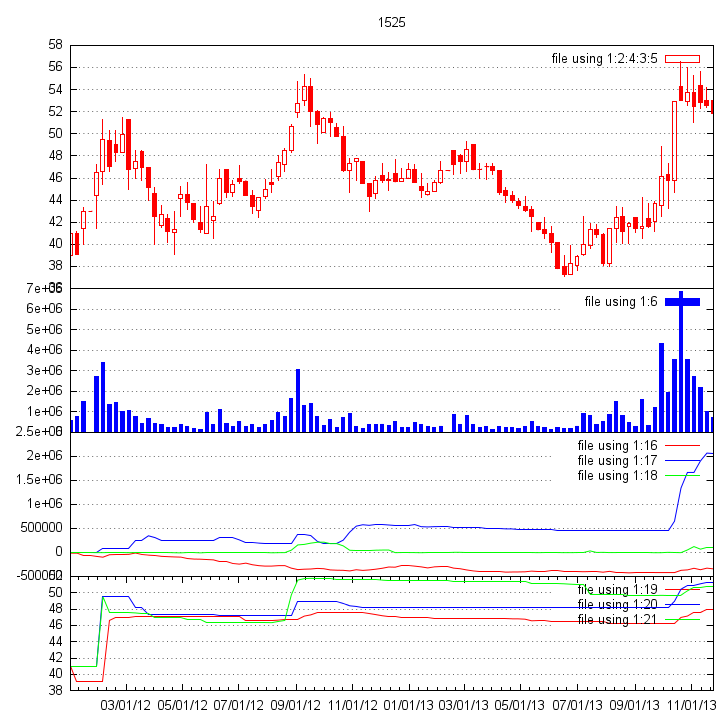 1525
58
file using 1:2:4:3:5
56
54
52
50
48
46
44
42
40
38
36
7e+06
file using 1:6
6e+06
5e+06
4e+06
3e+06
2e+06
1e+06
0
2.5e+06
file using 1:16
2e+06
file using 1:17
1.5e+06
file using 1:18
1e+06
500000
0
-500000
52
50
file using 1:19
48
file using 1:20
46
file using 1:21
44
42
40
38
03/01/12 05/01/12 07/01/12 09/01/12 11/01/12 01/01/13 03/01/13 05/01/13 07/01/13 09/01/13 11/01/13